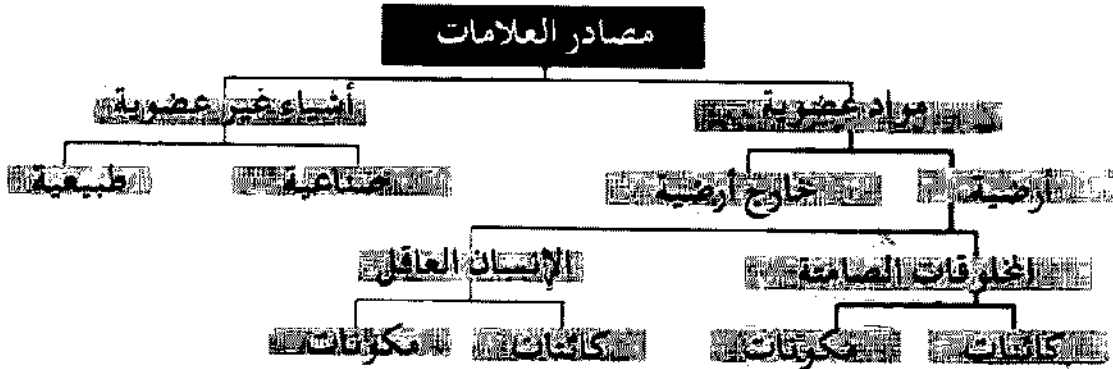 مصادر العلامات
مواد عضوية
أشياء غير عضوية
أرضية
خارج أرضية
صناعية
طبيعية
المخلوقات الصامتة
الإنسان العاقل
كائنات
مكونات
كائنات
مكونات